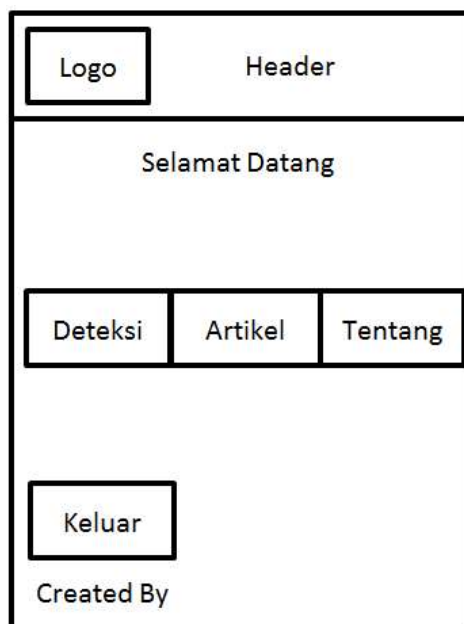 Logo Header
Selamat Datang
Deteksi Artikel Tentang
Keluar
Created By